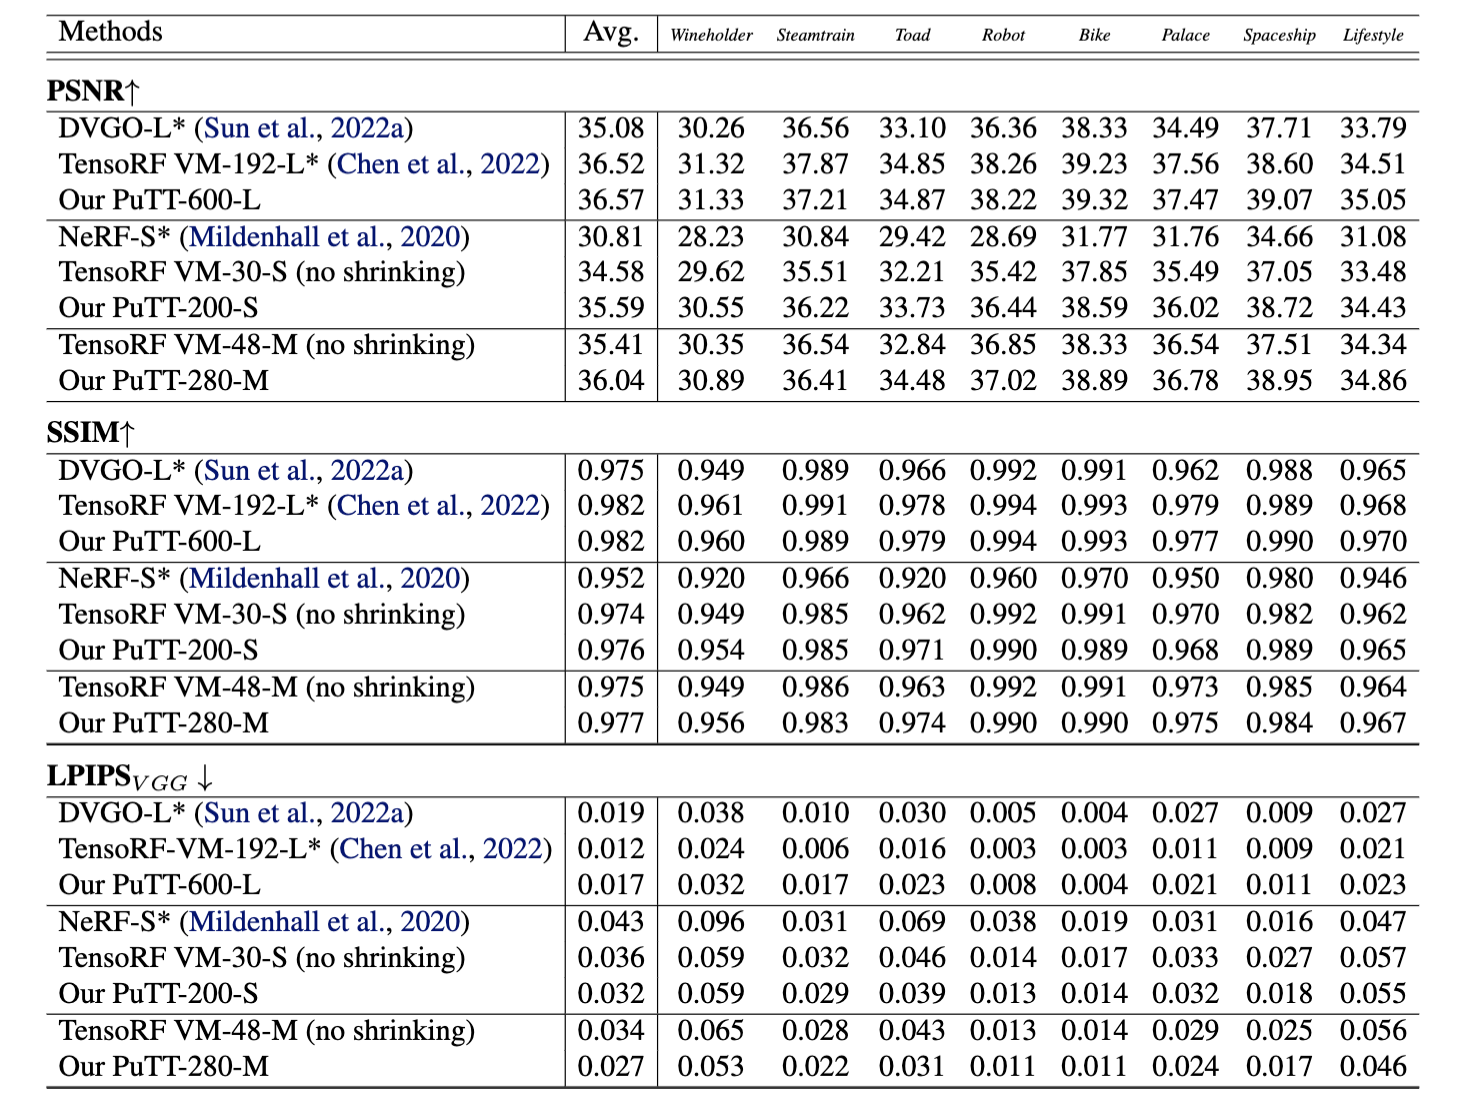 Methods Avg. Wineholder Steamtrain Toad Robot Bike Palace Spaceship Lifestyle
PSNR↑
DVGO-L* (Sun et al., 2022a) 35.08 30.26 36.56 33.10 36.36 38.33 34.49 37.71 33.79
TensoRF VM-192-L* (Chen et al., 2022) 36.52 31.32 37.87 34.85 38.26 39.23 37.56 38.60 34.51
Our PuTT-600-L 36.57 31.33 37.21 34.87 38.22 39.32 37.47 39.07 35.05
NeRF-S* (Mildenhall et al., 2020) 30.81 28.23 30.84 29.42 28.69 31.77 31.76 34.66 31.08
TensoRF VM-30-S (no shrinking) 34.58 29.62 35.51 32.21 35.42 37.85 35.49 37.05 33.48
Our PuTT-200-S 35.59 30.55 36.22 33.73 36.44 38.59 36.02 38.72 34.43
TensoRF VM-48-M (no shrinking) 35.41 30.35 36.54 32.84 36.85 38.33 36.54 37.51 34.34
Our PuTT-280-M 36.04 30.89 36.41 34.48 37.02 38.89 36.78 38.95 34.86
SSIM↑
DVGO-L* (Sun et al., 2022a) 0.975 0.949 0.989 0.966 0.992 0.991 0.962 0.988 0.965
TensoRF VM-192-L* (Chen et al., 2022) 0.982 0.961 0.991 0.978 0.994 0.993 0.979 0.989 0.968
Our PuTT-600-L 0.982 0.960 0.989 0.979 0.994 0.993 0.977 0.990 0.970
NeRF-S* (Mildenhall et al., 2020) 0.952 0.920 0.966 0.920 0.960 0.970 0.950 0.980 0.946
TensoRF VM-30-S (no shrinking) 0.974 0.949 0.985 0.962 0.992 0.991 0.970 0.982 0.962
Our PuTT-200-S 0.976 0.954 0.985 0.971 0.990 0.989 0.968 0.989 0.965
TensoRF VM-48-M (no shrinking) 0.975 0.949 0.986 0.963 0.992 0.991 0.973 0.985 0.964
Our PuTT-280-M 0.977 0.956 0.983 0.974 0.990 0.990 0.975 0.984 0.967
LPIPS VGG ↓
DVGO-L* (Sun et al., 2022a) 0.019 0.038 0.010 0.030 0.005 0.004 0.027 0.009 0.027
TensoRF-VM-192-L* (Chen et al., 2022) 0.012 0.024 0.006 0.016 0.003 0.003 0.011 0.009 0.021
Our PuTT-600-L 0.017 0.032 0.017 0.023 0.008 0.004 0.021 0.011 0.023
NeRF-S* (Mildenhall et al., 2020) 0.043 0.096 0.031 0.069 0.038 0.019 0.031 0.016 0.047
TensoRF VM-30-S (no shrinking) 0.036 0.059 0.032 0.046 0.014 0.017 0.033 0.027 0.057
Our PuTT-200-S 0.032 0.059 0.029 0.039 0.013 0.014 0.032 0.018 0.055
TensoRF VM-48-M (no shrinking) 0.034 0.065 0.028 0.043 0.013 0.014 0.029 0.025 0.056
Our PuTT-280-M 0.027 0.053 0.022 0.031 0.011 0.011 0.024 0.017 0.046